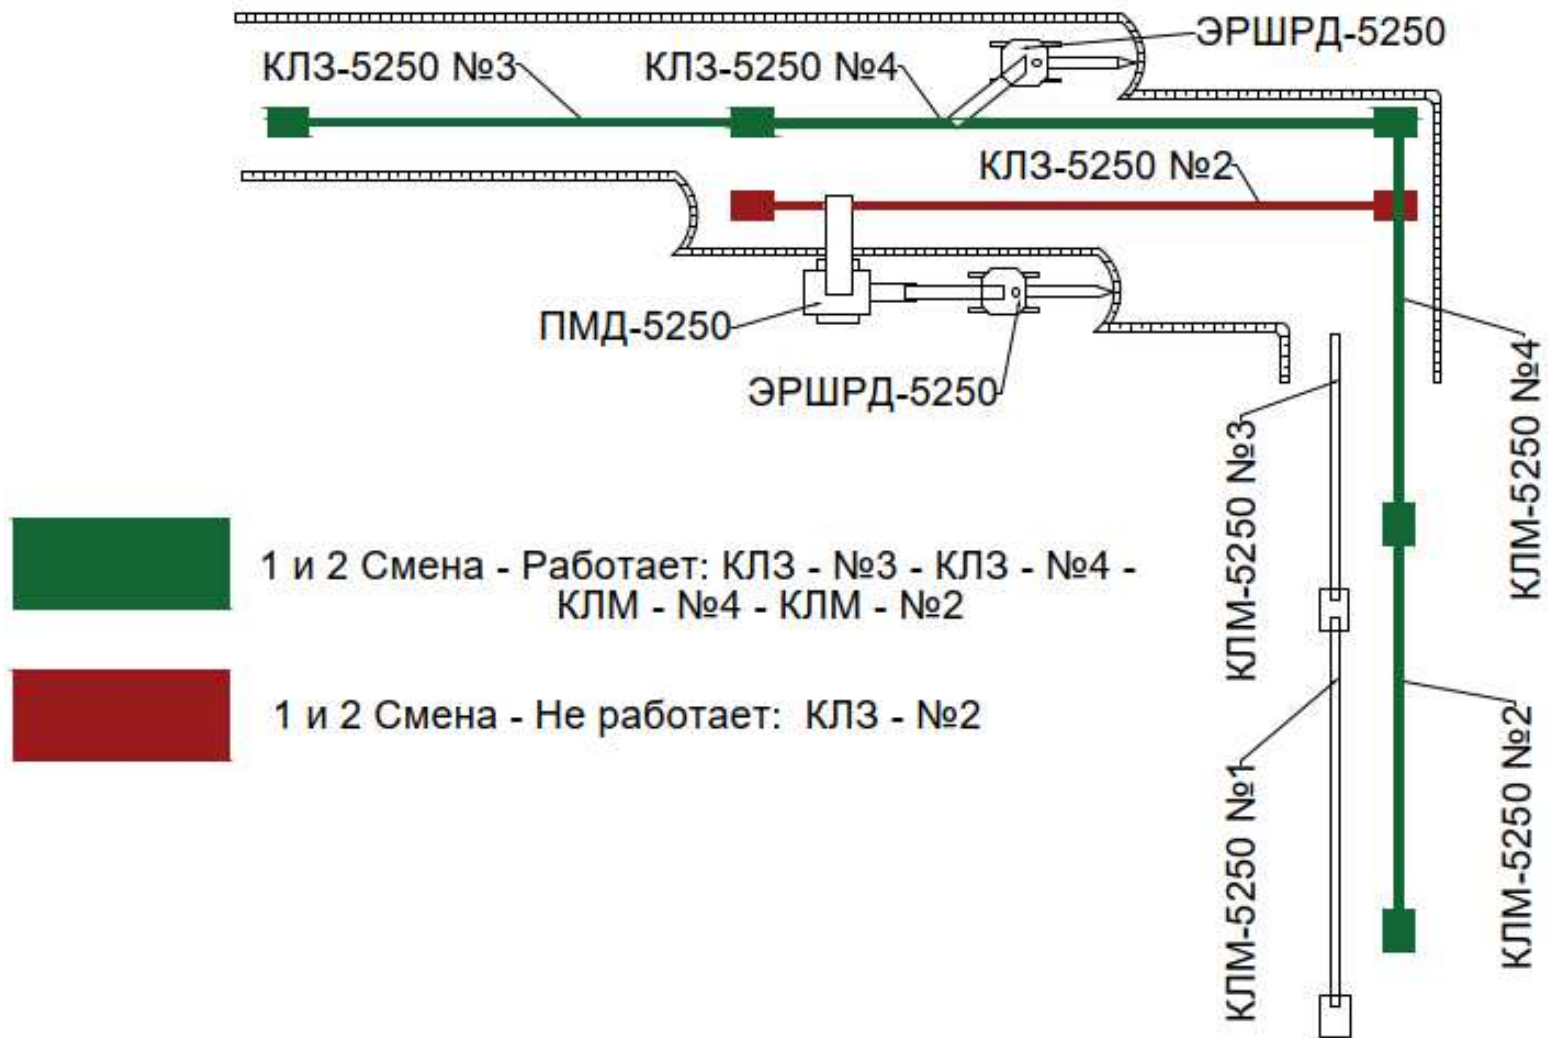 ЭРШРД-5250
КЛЗ-5250 №3
КЛЗ-5250 №4
КЛЗ-5250 №2
ПМД-5250
ЭРШРД-5250
КЛМ-5250 №4
КЛМ-5250 №3
1 и 2 Смена - Работает: КЛЗ - №3 - КЛЗ - №4 -
КЛМ - №4 - КЛМ - №2
1 и 2 Смена - Не работает: КЛЗ - №2
КЛМ-5250 №2
КЛМ-5250 №1